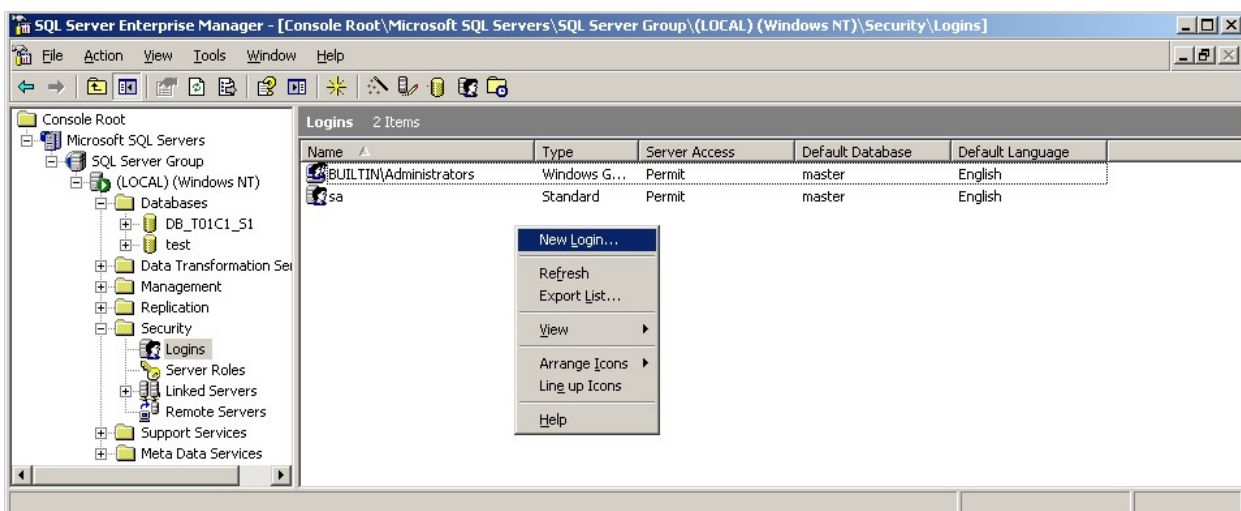 SQL Server Enterprise Manager - [Console Root\Microsoft SQL Servers\SQL Server Group\(LOCAL) (Windows NT)\Security\Logins]
File Action View Tools Window Help
Console Root
Microsoft SQL Servers
SQL Server Group
(LOCAL) (Windows NT)
Databases
DB_T01C1_S1
test
Data Transformation Ser
Management
Replication
Security
Logins
Server Roles
Linked Servers
Remote Servers
Support Services
Meta Data Services
Logins 2 Items
Name Type Server Access Default Database Default Language
BUILTIN\Administrators Windows G... Permit master English
sa Standard Permit master English
New Login...
Refresh
Export List...
View
Arrange Icons
Line up Icons
Help